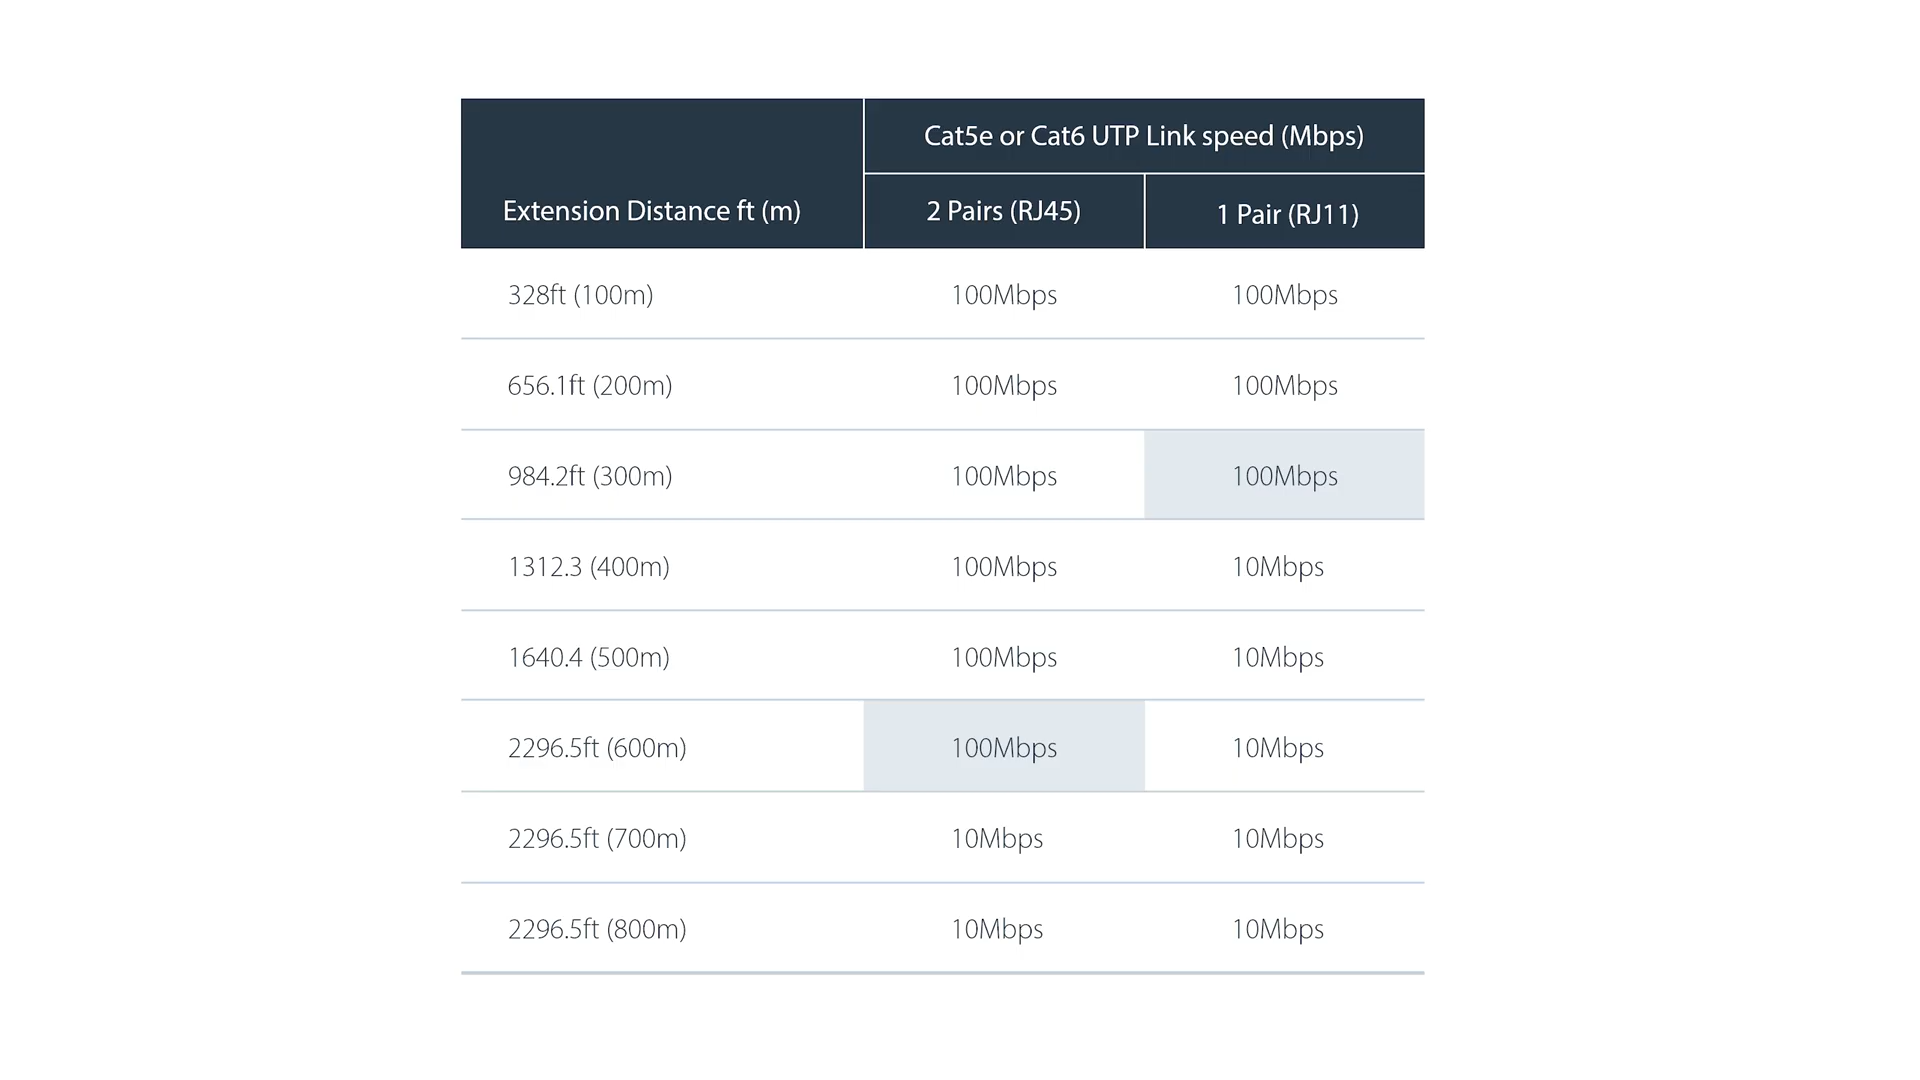 Cat5e or Cat6 UTP Link speed (Mbps)
Extension Distance ft (m) 2 Pairs (RJ45) 1 Pair (RJ11)
328ft (100m) 100Mbps 100Mbps
656.1ft (200m) 100Mbps 100Mbps
984.2ft (300m) 100Mbps 100Mbps
1312.3 (400m) 100Mbps 10Mbps
1640.4 (500m) 100Mbps 10Mbps
2296.5ft (600m) 100Mbps 10Mbps
2296.5ft (700m) 10Mbps 10Mbps
2296.5ft (800m) 10Mbps 10Mbps